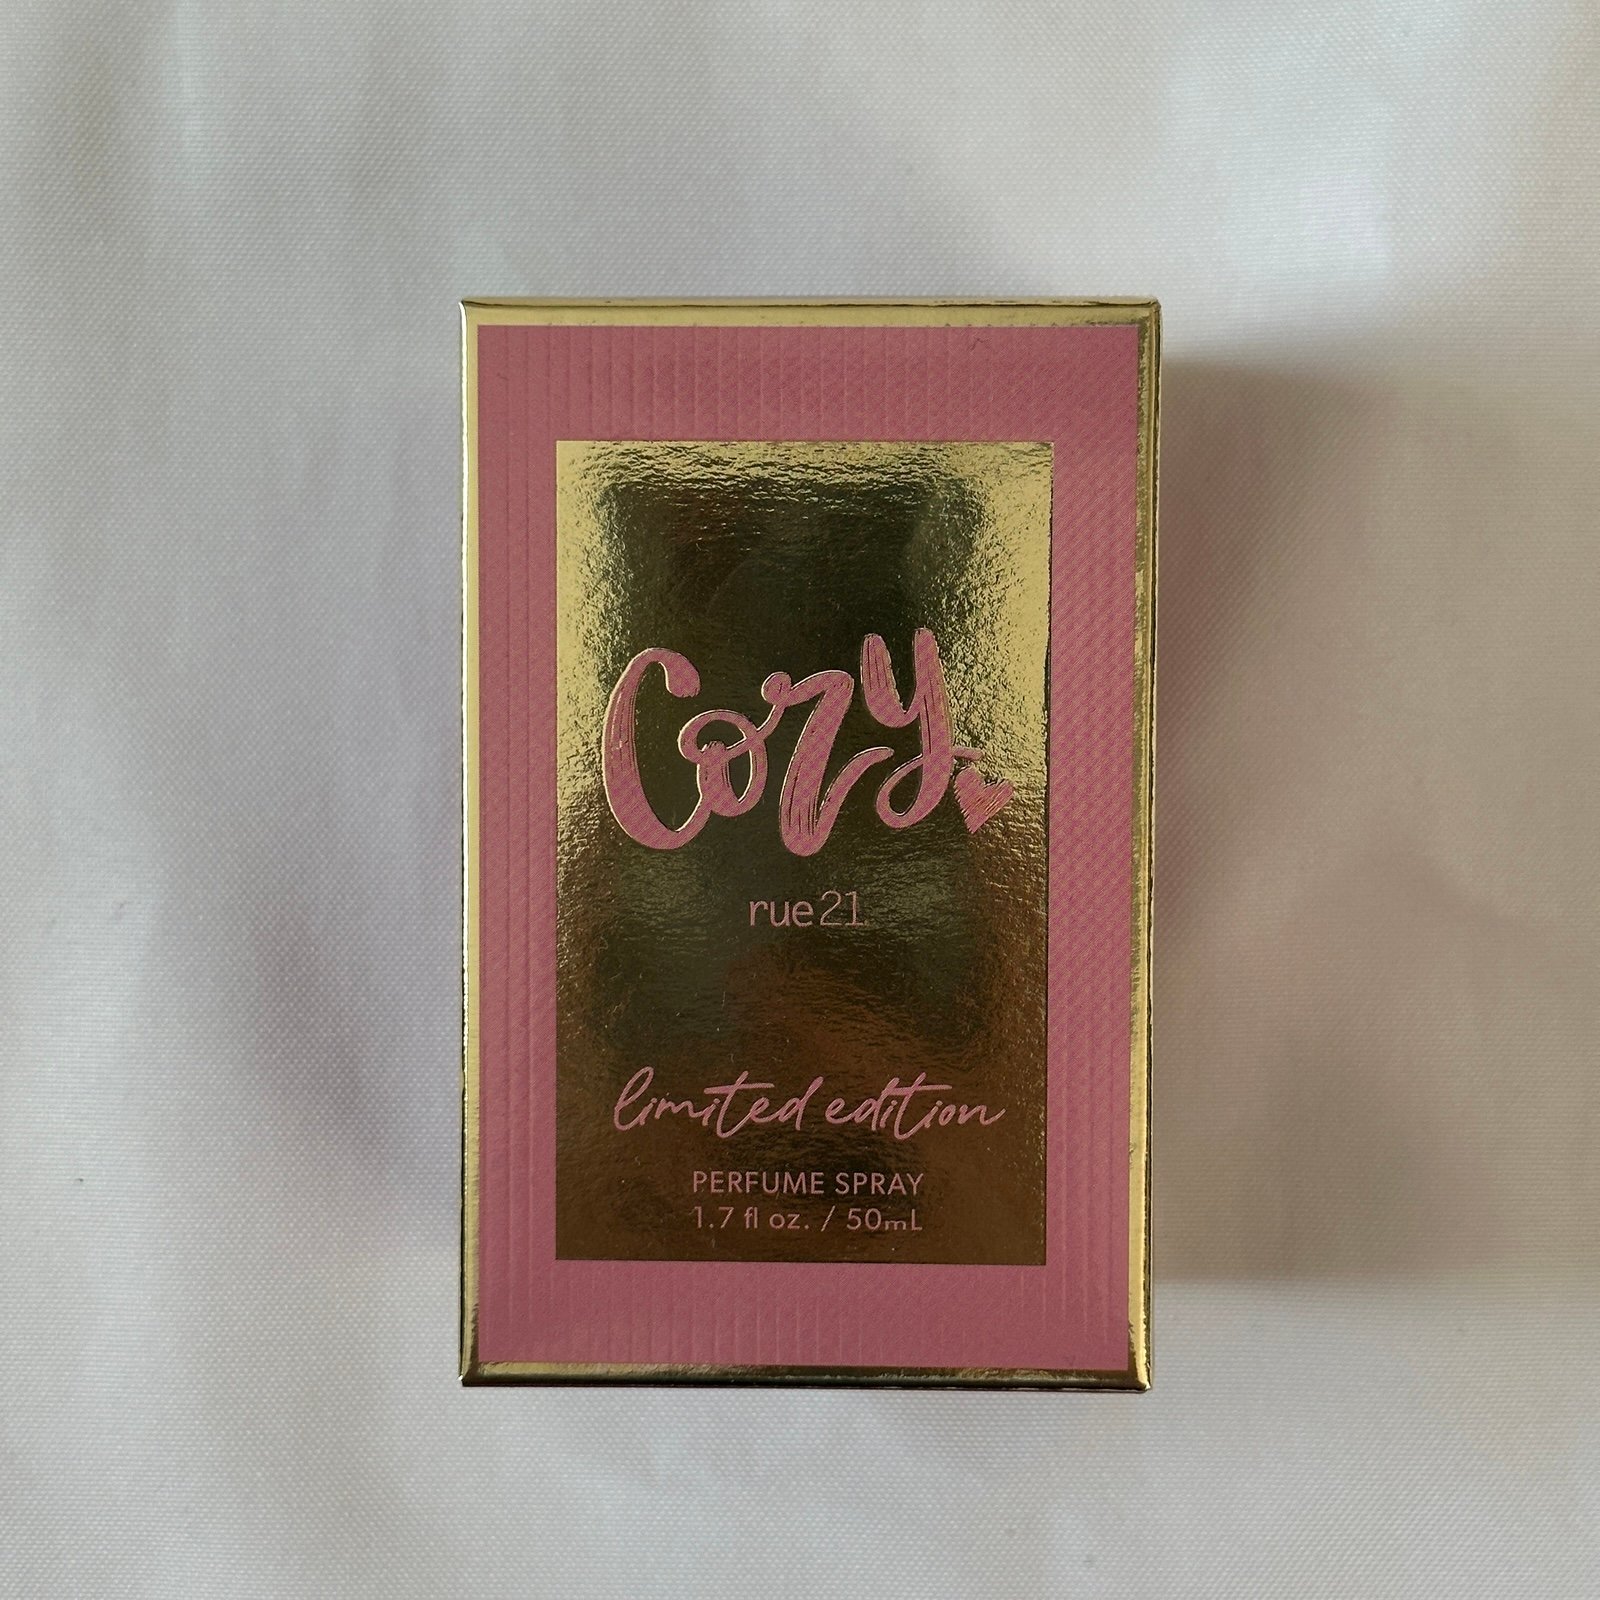 Cozy
rue21
limited edition
PERFUME SPRAY
1.7 fl oz. / 50mL